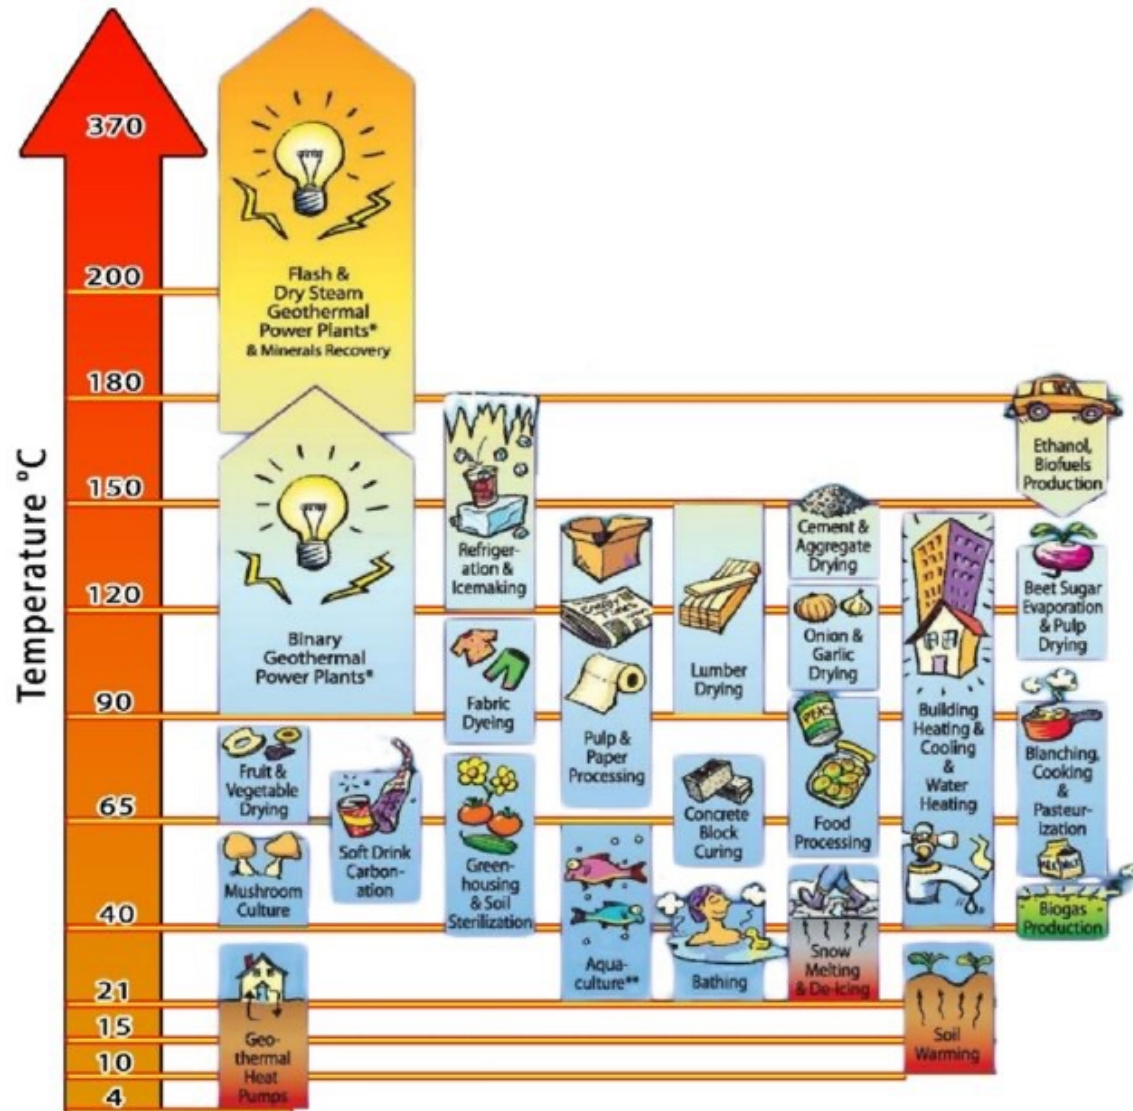 Temperature °C
370
200
180
150
120
90
65
40
21
15
10
4
Flash &
Dry Steam
Geothermal
Power Plants*
& Minerals Recovery
Binary
Geothermal
Power Plants*
Fruit &
Vegetable
Drying
Mushroom
Culture
Geo-
thermal
Heat
Pumps
Soft Drink
Carbon-
ation
Refriger-
ation &
Icemaking
Fabric
Dyeing
Green-
housing
& Soil
Sterilization
Pulp &
Paper
Processing
Aqua-
culture**
Lumber
Drying
Concrete
Block
Curing
Bathing
Cement &
Aggregate
Drying
Onion &
Garlic
Drying
PEAS
Food
Processing
Snow
Melting
& De-icing
Building
Heating &
Cooling
&
Water
Heating
Soil
Warming
Ethanol,
Biofuels
Production
Beet Sugar
Evaporation
& Pulp
Drying
Blanching,
Cooking
&
Pasteur-
ization
Biogas
Production